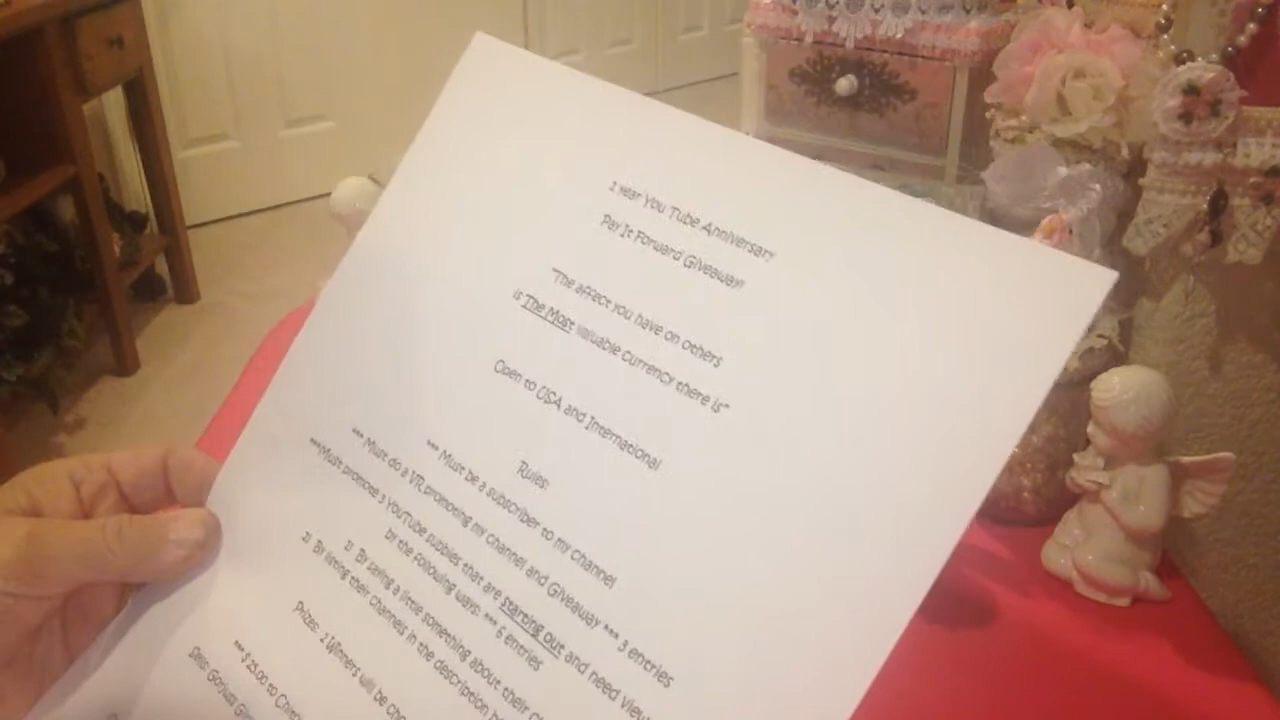 2 Year You Tube Anniversary
Pay It Forward Giveaway!
"The affect you have on others
is The Most valuable currency there is"
Open to USA and International
Rules:
*** Must be a subscriber to my channel
*** Must do a VR promoting my channel and Giveaway *** 3 entries
***Must promote 3 YouTube subbies that are starting out and need
by the following ways: *** 6 entries
1) By saying a little something about their
2) By listing their channels in the description
Prizes: 2 Winners will be
*** $ 25.00 to